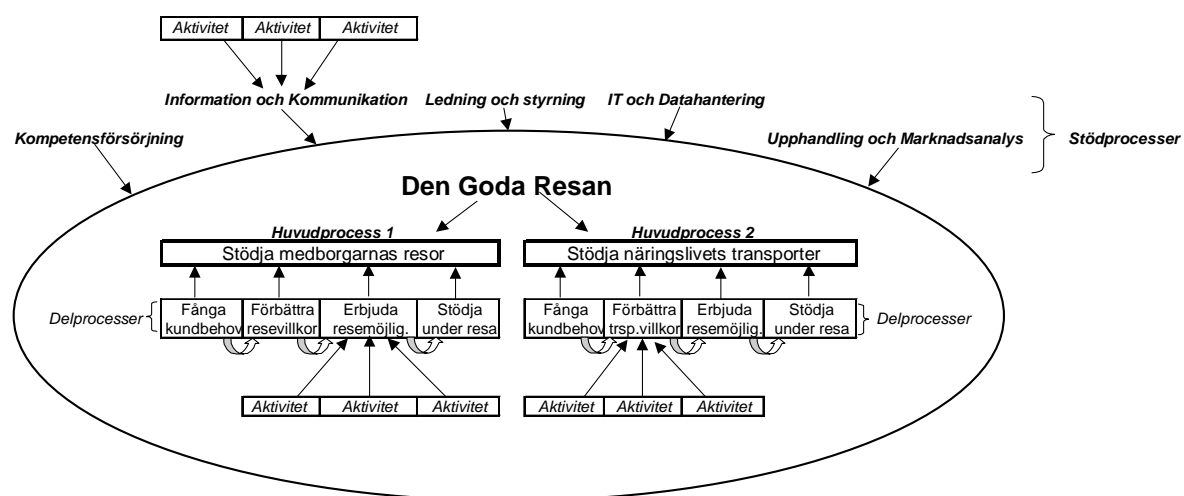 Aktivitet Aktivitet Aktivitet
Information och Kommunikation
Ledning och styrning
IT och Datahantering
Kompetensförsörjning
Upphandling och Marknadsanalys
Stödprocesser
Den Goda Resan
Huvudprocess 1
Stödja medborgarnas resor
Huvudprocess 2
Stödja näringslivets transporter
Delprocesser
Fånga
kundbehov
Förbättra
resevillkor
Erbjuda
resemöjlig.
Stödja
under resa
Fånga
kundbehov
Förbättra
trsp.villkor
Erbjuda
resemöjlig.
Stödja
under resa
Delprocesser
Aktivitet Aktivitet Aktivitet
Aktivitet Aktivitet Aktivitet